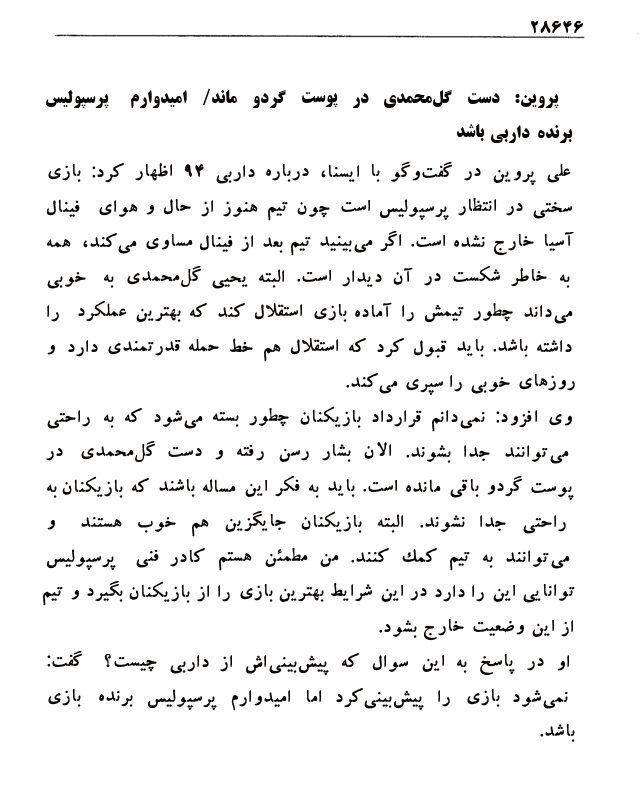 ۲۸۶۴۶
پروین: دست گل‌محمدی در پوست گردو ماند/ امیدوارم پرسپولیس
برنده داربی باشد
علی پروین در گفت‌وگو با ایسنا، درباره داربی ۹۴ اظهار کرد: بازی
سختی در انتظار پرسپولیس است چون تیم هنوز از حال و هوای فینال
آسیا خارج نشده است. اگر می‌بینید تیم بعد از فینال مساوی می‌کند، همه
به خاطر شکست در آن دیدار است. البته یحیی گل‌محمدی به خوبی
می‌داند چطور تیمش را آماده بازی استقلال کند که بهترین عملکرد را
داشته باشد. باید قبول کرد که استقلال هم خط حمله قدرتمندی دارد و
روزهای خوبی را سپری می‌کند.
وی افزود: نمی‌دانم قرارداد بازیکنان چطور بسته می‌شود که به راحتی
می‌توانند جدا بشوند. الان بشار رسن رفته و دست گل‌محمدی در
پوست گردو باقی مانده است. باید به فکر این مساله باشند که بازیکنان به
راحتی جدا نشوند. البته بازیکنان جایگزین هم خوب هستند و
می‌توانند به تیم کمك کنند. من مطمئن هستم کادر فنی پرسپولیس
توانایی این را دارد در این شرایط بهترین بازی را از بازیکنان بگیرد و تیم
از این وضعیت خارج بشود.
او در پاسخ به این سوال که پیش‌بینی‌اش از داربی چیست؟ گفت:
نمی‌شود بازی را پیش‌بینی‌کرد اما امیدوارم پرسپولیس برنده بازی
باشد.